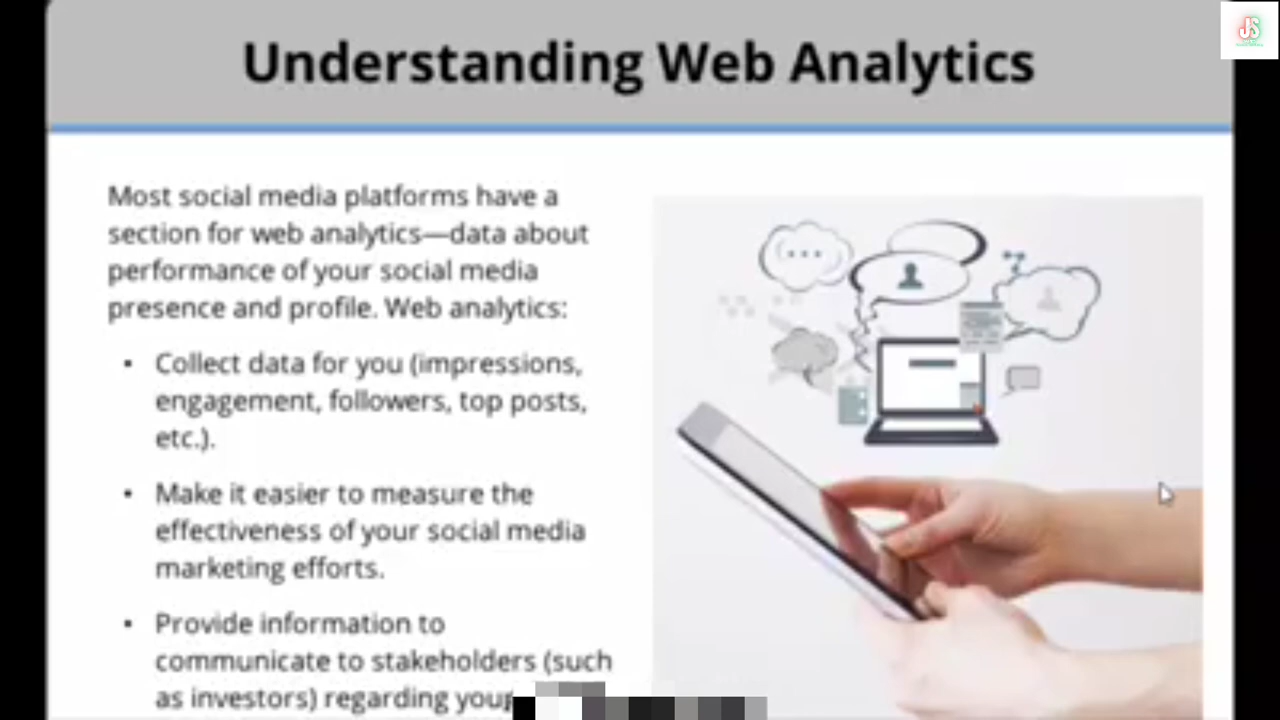 Understanding Web Analytics
Most social media platforms have a
section for web analytics—data about
performance of your social media
presence and profile. Web analytics:
• Collect data for you (impressions,
engagement, followers, top posts,
etc.).
• Make it easier to measure the
effectiveness of your social media
marketing efforts.
• Provide information to
communicate to stakeholders (such
as investors) regarding your
JS